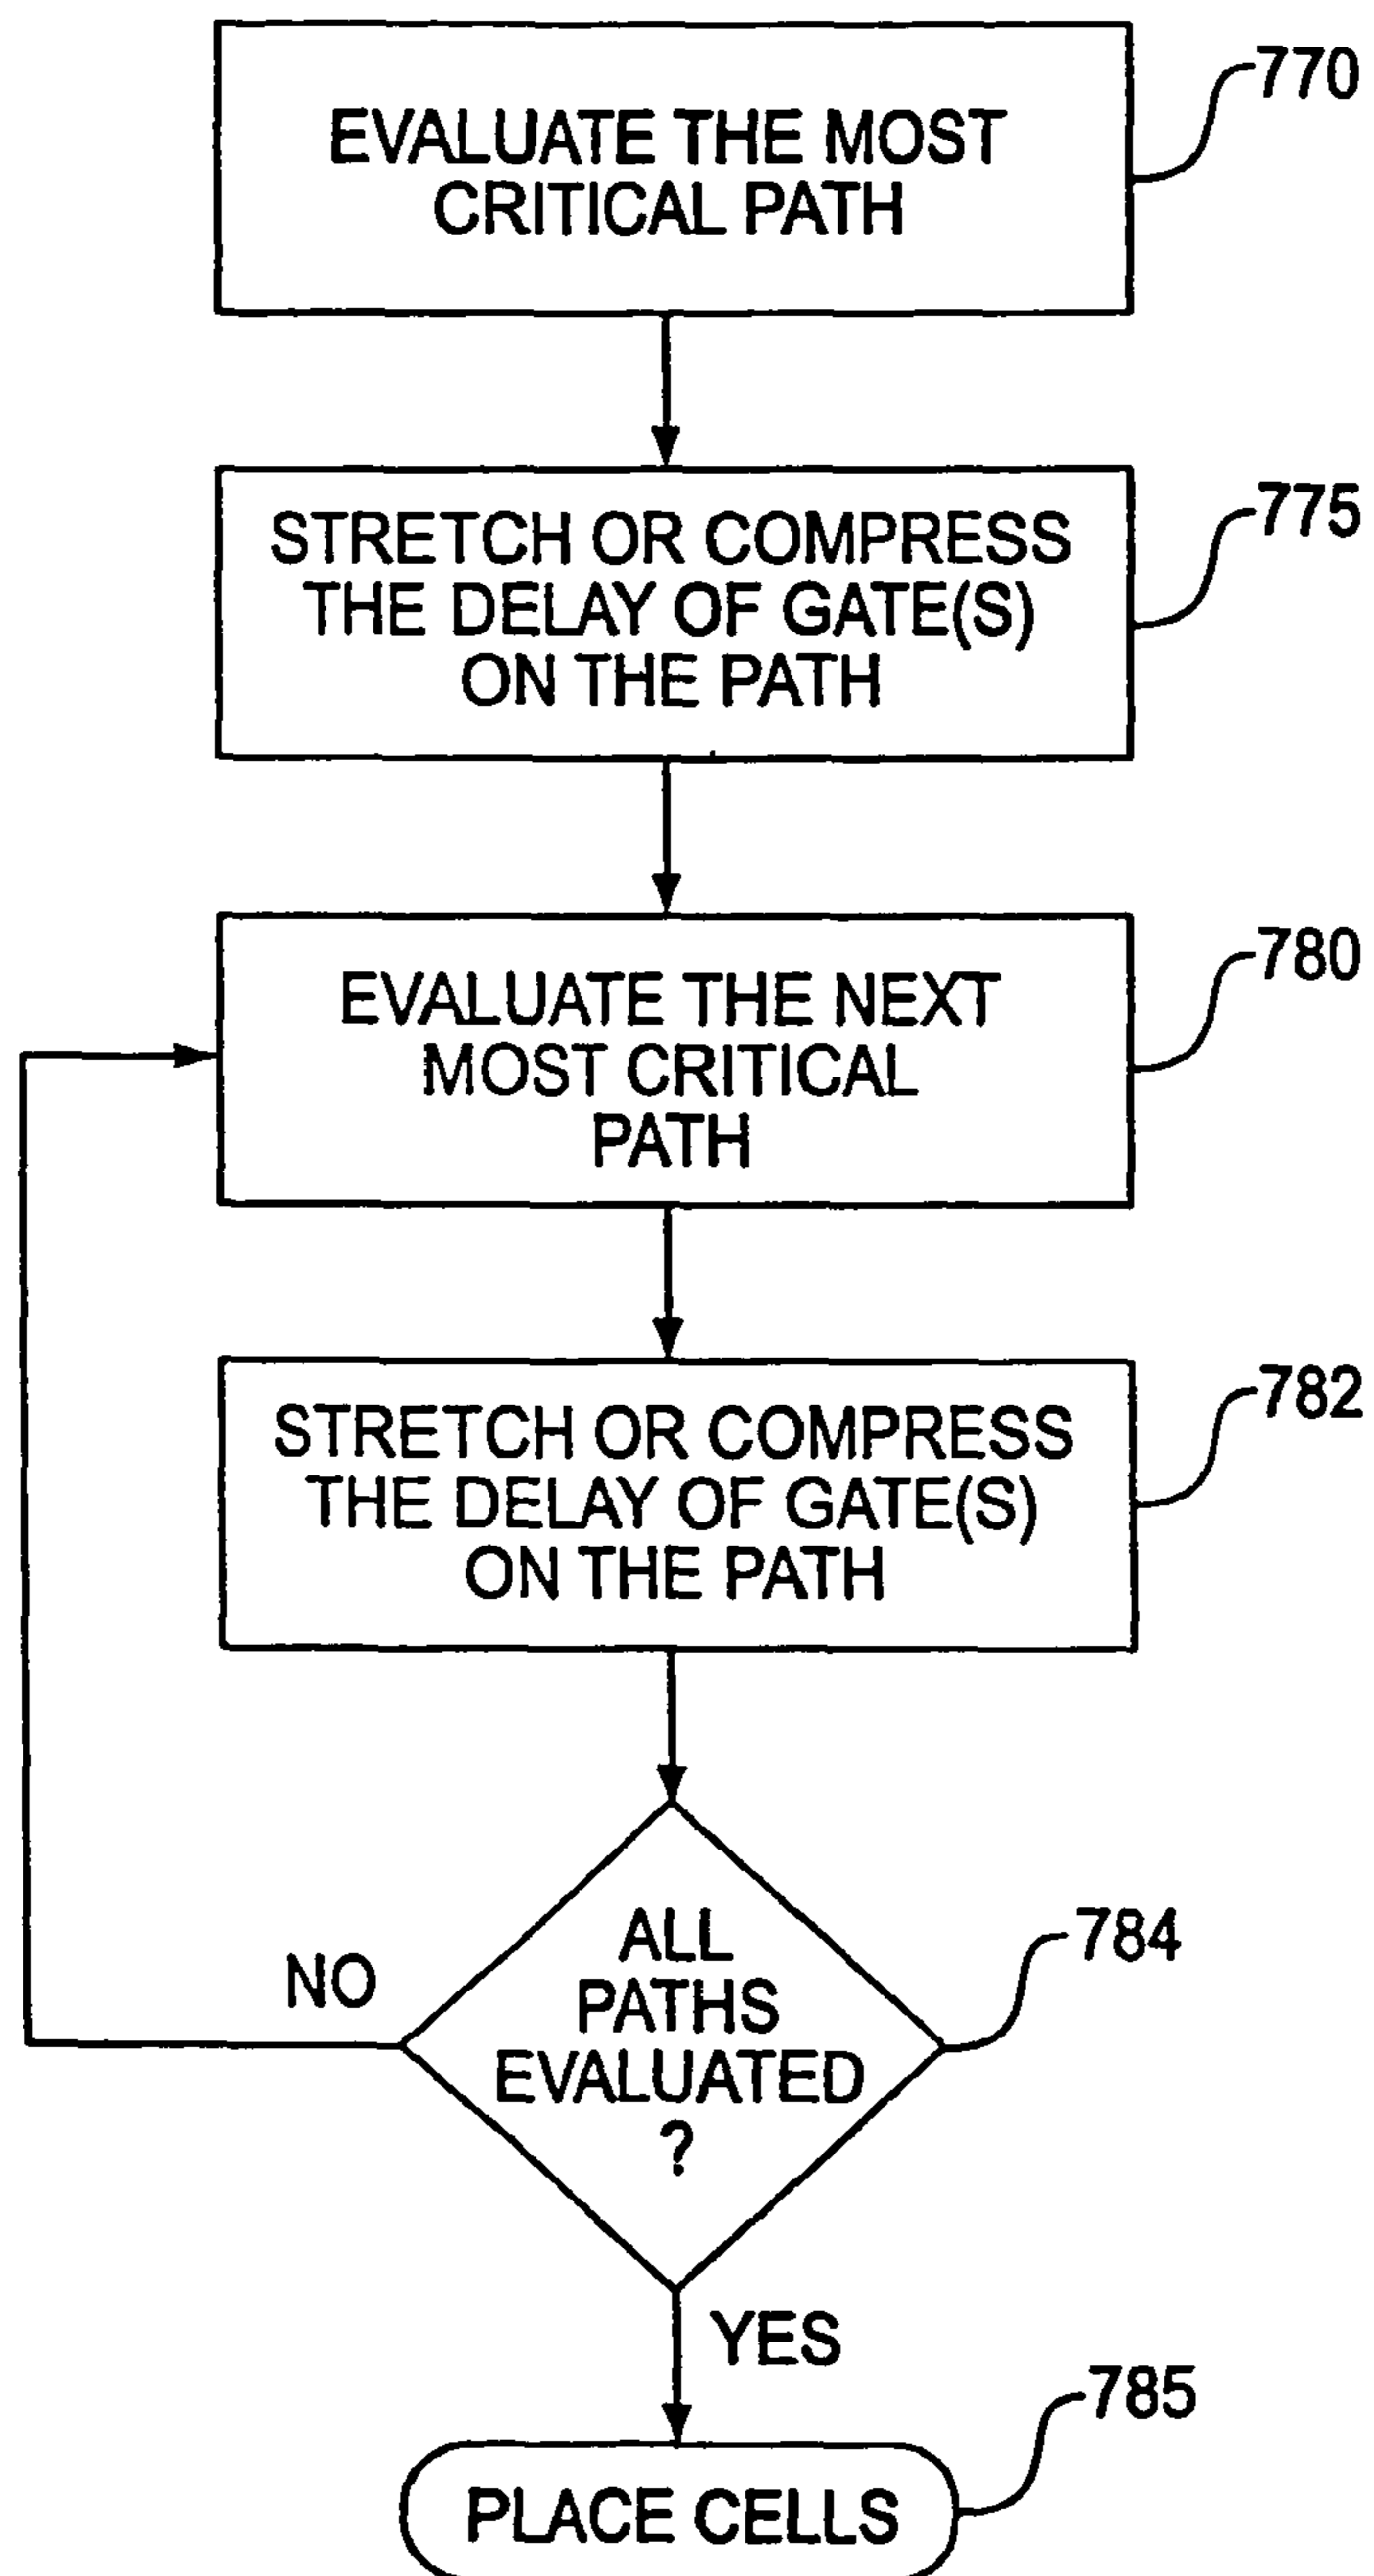 EVALUATE THE MOST
CRITICAL PATH
770
STRETCH OR COMPRESS
THE DELAY OF GATE(S)
ON THE PATH
775
EVALUATE THE NEXT
MOST CRITICAL
PATH
780
STRETCH OR COMPRESS
THE DELAY OF GATE(S)
ON THE PATH
782
ALL
PATHS
EVALUATED
?
784
NO
YES
PLACE CELLS
785